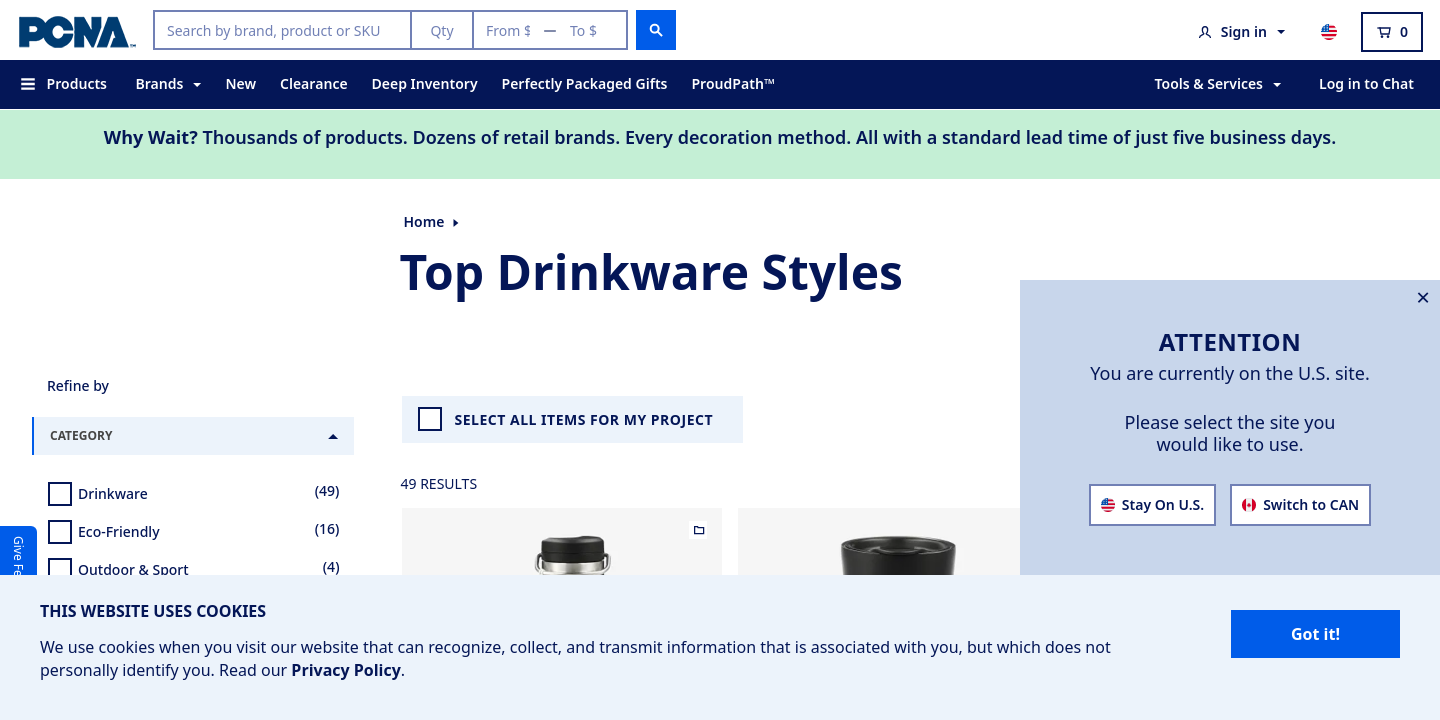 PCNA™
Search by brand, product or SKU
Qty
From $ — To $
Sign in
0
Products
Brands
New
Clearance
Deep Inventory
Perfectly Packaged Gifts
ProudPath™
Tools & Services
Log in to Chat
Why Wait? Thousands of products. Dozens of retail brands. Every decoration method. All with a standard lead time of just five business days.
Home
Top Drinkware Styles
Refine by
CATEGORY
Drinkware (49)
Eco-Friendly (16)
Outdoor & Sport (4)
Give Fe
SELECT ALL ITEMS FOR MY PROJECT
49 RESULTS
ATTENTION
You are currently on the U.S. site.
Please select the site you
would like to use.
Stay On U.S.
Switch to CAN
THIS WEBSITE USES COOKIES
We use cookies when you visit our website that can recognize, collect, and transmit information that is associated with you, but which does not
personally identify you. Read our Privacy Policy.
Got it!